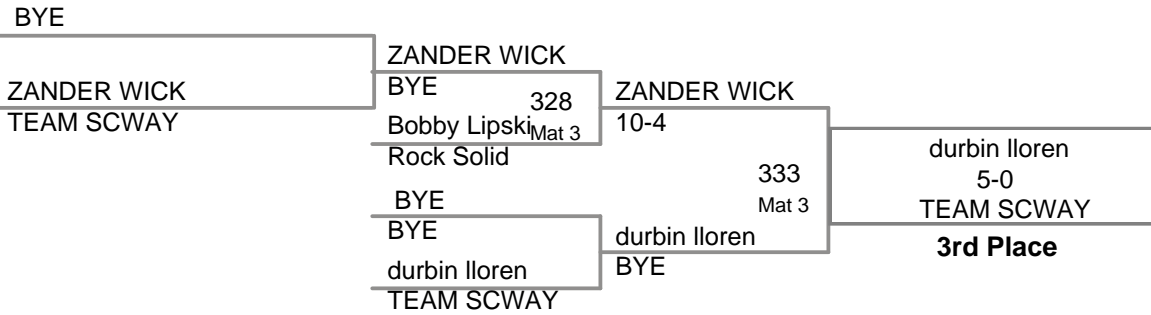 BYE
ZANDER WICK
TEAM SCWAY
ZANDER WICK
BYE
328
Bobby Lipski
Mat 3
Rock Solid
BYE
BYE
durbin lloren
TEAM SCWAY
ZANDER WICK
10-4
333
Mat 3
durbin lloren
BYE
durbin lloren
5-0
TEAM SCWAY
3rd Place